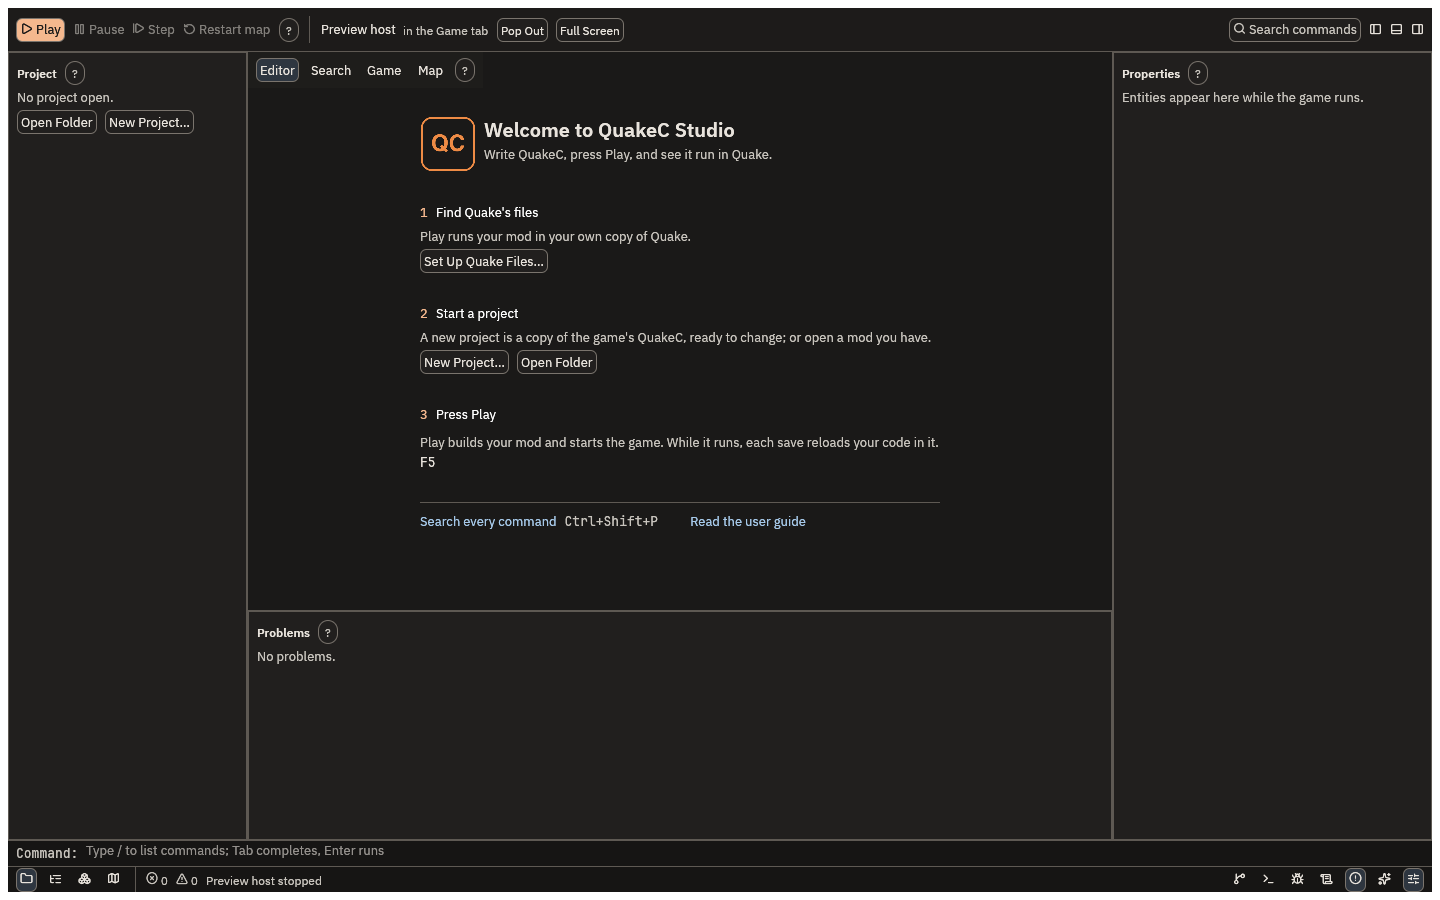 Play Pause Step Restart map ? Preview host in the Game tab Pop Out Full Screen Search commands
Project ?
No project open.
Open Folder New Project...
Editor Search Game Map ?
QC
Welcome to QuakeC Studio
Write QuakeC, press Play, and see it run in Quake.
1 Find Quake's files
Play runs your mod in your own copy of Quake.
Set Up Quake Files...
2 Start a project
A new project is a copy of the game's QuakeC, ready to change; or open a mod you have.
New Project... Open Folder
3 Press Play
Play builds your mod and starts the game. While it runs, each save reloads your code in it.
F5
Search every command Ctrl+Shift+P Read the user guide
Problems ?
No problems.
Properties ?
Entities appear here while the game runs.
Command: Type / to list commands; Tab completes, Enter runs
0 0 Preview host stopped